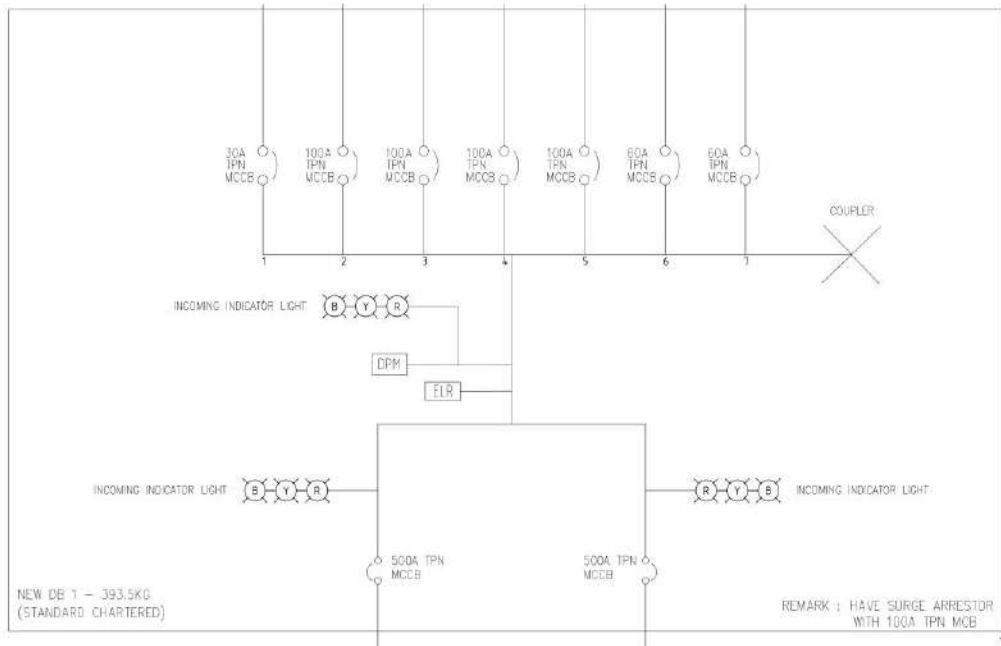 30A
TPN
MCCB
100A
TPN
MCCB
100A
TPN
MCCB
100A
TPN
MCCB
100A
TPN
MCCB
60A
TPN
MCCB
60A
TPN
MCCB
COUPLER
1 2 3 4 5 6 7
INCOMING INDICATOR LIGHT B Y R
DPM
ELR
INCOMING INDICATOR LIGHT B Y R
R Y B INCOMING INDICATOR LIGHT
500A TPN
MCCB
500A TPN
MCCB
NEW DB 1 - 393.5KG
(STANDARD CHARTERED)
REMARK : HAVE SURGE ARRESTOR
WITH 100A TPN MCB